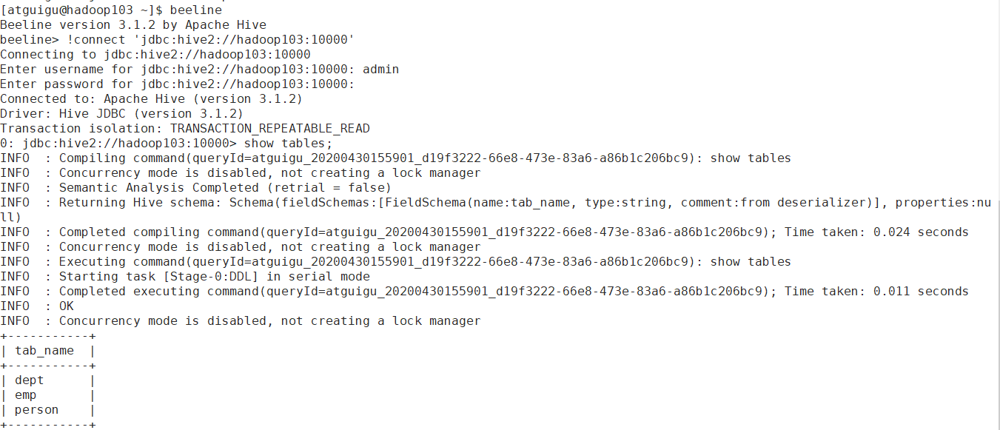 [atguigu@hadoop103 ~]$ beeline
Beeline version 3.1.2 by Apache Hive
beeline> !connect 'jdbc:hive2://hadoop103:10000'
Connecting to jdbc:hive2://hadoop103:10000
Enter username for jdbc:hive2://hadoop103:10000: admin
Enter password for jdbc:hive2://hadoop103:10000:
Connected to: Apache Hive (version 3.1.2)
Driver: Hive JDBC (version 3.1.2)
Transaction isolation: TRANSACTION_REPEATABLE_READ
0: jdbc:hive2://hadoop103:10000> show tables;
INFO  : Compiling command(queryId=atguigu_20200430155901_d19f3222-66e8-473e-83a6-a86b1c206bc9): show tables
INFO  : Concurrency mode is disabled, not creating a lock manager
INFO  : Semantic Analysis Completed (retrial = false)
INFO  : Returning Hive schema: Schema(fieldSchemas:[FieldSchema(name:tab_name, type:string, comment:from deserializer)], properties:nu
ll)
INFO  : Completed compiling command(queryId=atguigu_20200430155901_d19f3222-66e8-473e-83a6-a86b1c206bc9); Time taken: 0.024 seconds
INFO  : Concurrency mode is disabled, not creating a lock manager
INFO  : Executing command(queryId=atguigu_20200430155901_d19f3222-66e8-473e-83a6-a86b1c206bc9): show tables
INFO  : Starting task [Stage-0:DDL] in serial mode
INFO  : Completed executing command(queryId=atguigu_20200430155901_d19f3222-66e8-473e-83a6-a86b1c206bc9); Time taken: 0.011 seconds
INFO  : OK
INFO  : Concurrency mode is disabled, not creating a lock manager
+-----------+
| tab_name  |
+-----------+
| dept      |
| emp       |
| person    |
+-----------+